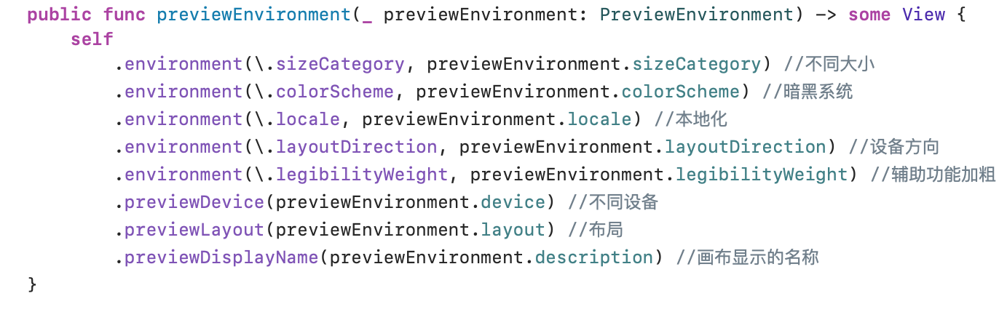 public func previewEnvironment(_ previewEnvironment: PreviewEnvironment) -> some View {
self
.environment(\.sizeCategory, previewEnvironment.sizeCategory) //不同大小
.environment(\.colorScheme, previewEnvironment.colorScheme) //暗黑系统
.environment(\.locale, previewEnvironment.locale) //本地化
.environment(\.layoutDirection, previewEnvironment.layoutDirection) //设备方向
.environment(\.legibilityWeight, previewEnvironment.legibilityWeight) //辅助功能加粗
.previewDevice(previewEnvironment.device) //不同设备
.previewLayout(previewEnvironment.layout) //布局
.previewDisplayName(previewEnvironment.description) //画布显示的名称
}